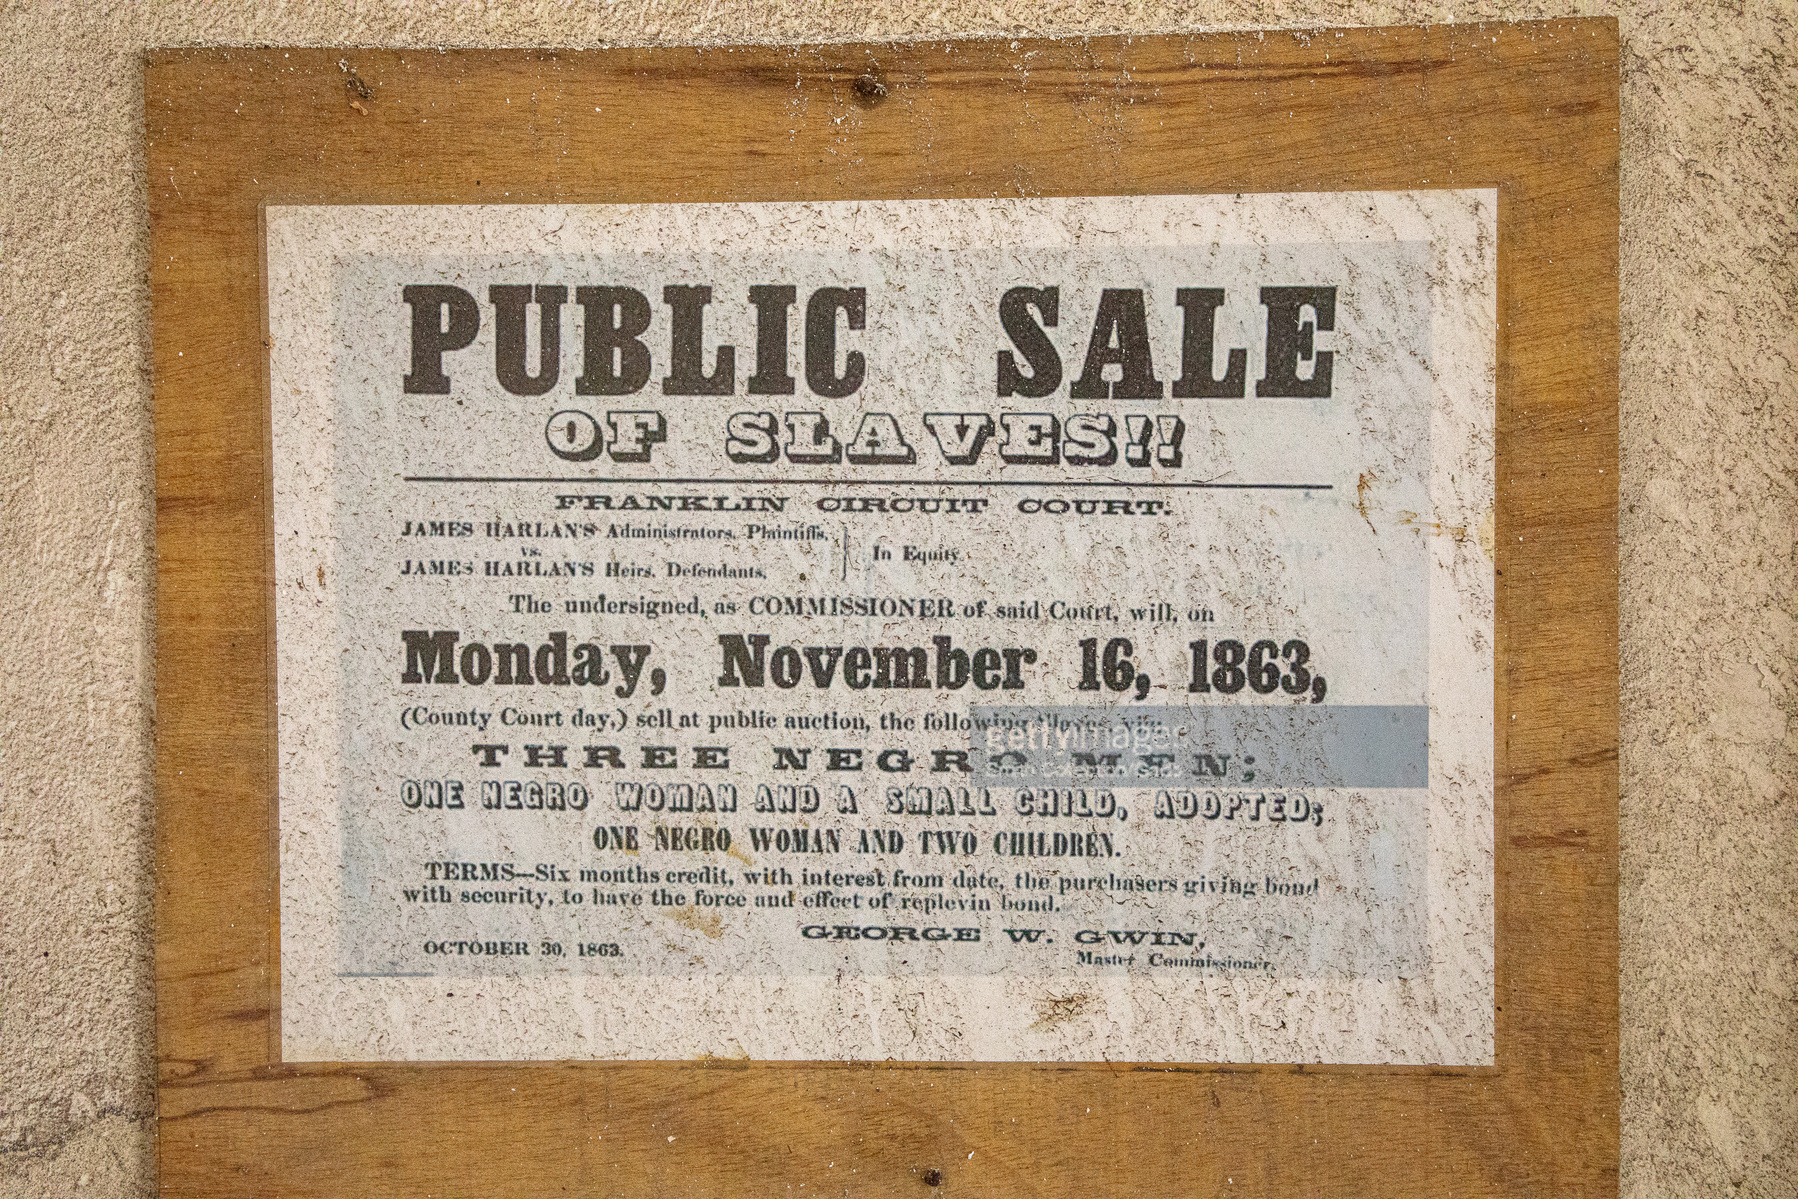 PUBLIC SALE
OF SLAVES!!
FRANKLIN CIRCUIT COURT.
JAMES HARLAN'S Administrators, Plaintiffs,
vs.
JAMES HARLAN'S Heirs, Defendants,
In Equity.
The undersigned, as COMMISSIONER of said Court, will, on
Monday, November 16, 1863,
(County Court day,) sell at public auction, the following Slaves, viz:
gettyimages
THREE NEGRO MEN;
ONE NEGRO WOMAN AND A SMALL CHILD, ADOPTED;
ONE NEGRO WOMAN AND TWO CHILDREN.
TERMS—Six months credit, with interest from date, the purchasers giving bond
with security, to have the force and effect of replevin bond.
GEORGE W. GWIN,
OCTOBER 30, 1863.
Master Commissioner.